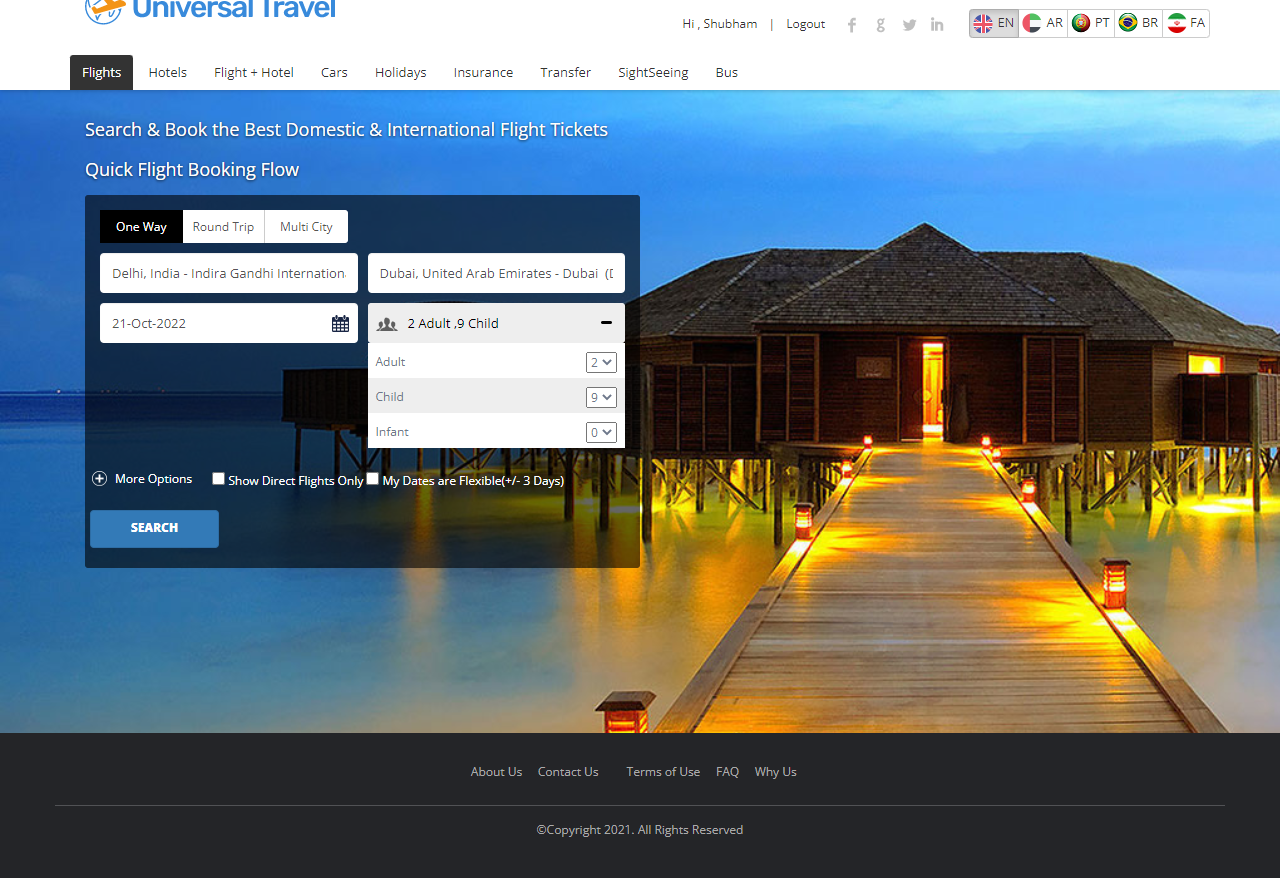 Universal Travel
Hi , Shubham | Logout
EN AR PT BR FA
Flights Hotels Flight + Hotel Cars Holidays Insurance Transfer SightSeeing Bus
Search & Book the Best Domestic & International Flight Tickets
Quick Flight Booking Flow
One Way Round Trip Multi City
Delhi, India - Indira Gandhi Internation Dubai, United Arab Emirates - Dubai (D
21-Oct-2022 2 Adult ,9 Child
Adult 2
Child 9
Infant 0
More Options Show Direct Flights Only My Dates are Flexible(+/- 3 Days)
SEARCH
About Us Contact Us Terms of Use FAQ Why Us
©Copyright 2021. All Rights Reserved